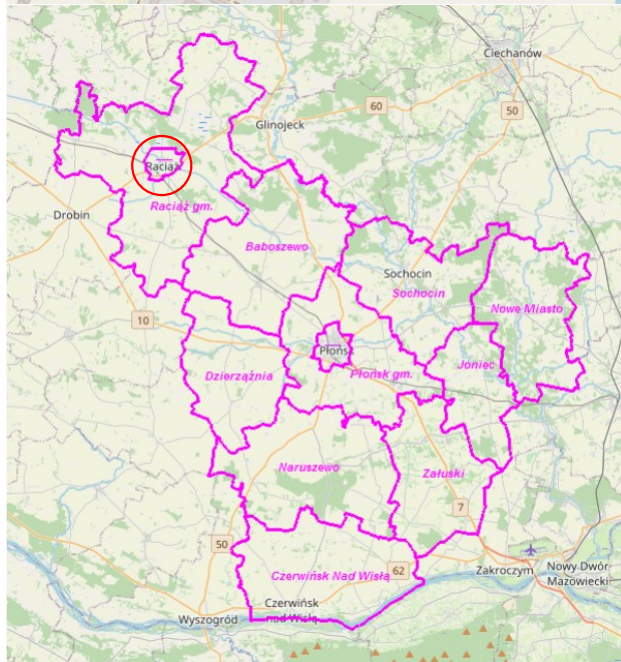 Ciechanów
50
60
Glinojeck
Raciąż
Raciąż gm.
Drobin
Baboszewo
Sochocin
Sochocin
Nowe Miasto
10
Płońsk
Joniec
Dzierzążnia
Płońsk gm.
Naruszewo
Załuski
7
50
62
Zakroczym
Nowy Dwór
Mazowiecki
Czerwińsk Nad Wisłą
Czerwińsk
nad Wisłą
Wyszogród